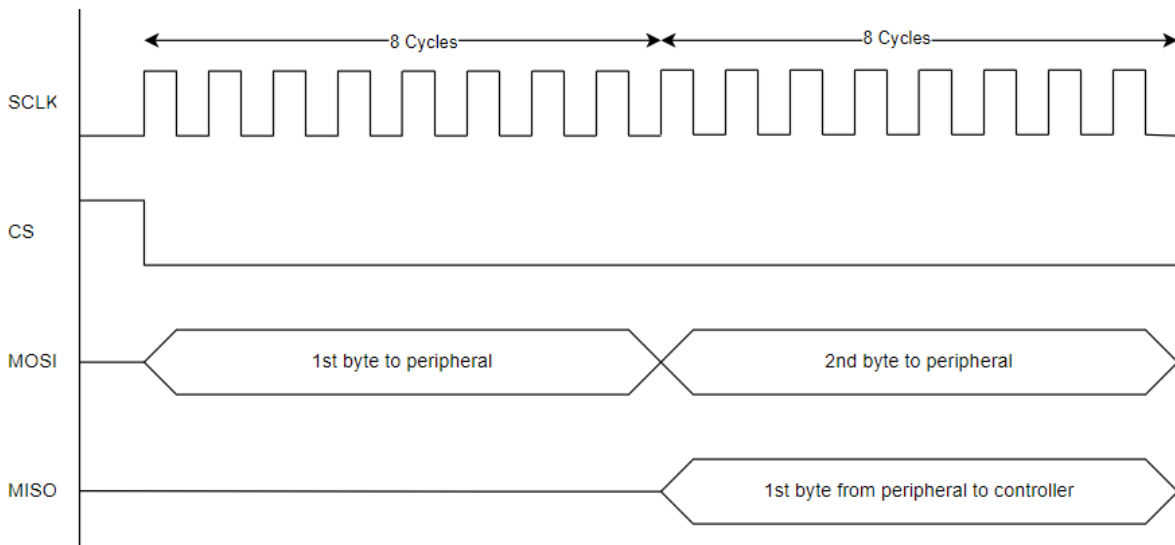 8 Cycles
8 Cycles
SCLK
CS
MOSI
1st byte to peripheral
2nd byte to peripheral
MISO
1st byte from peripheral to controller